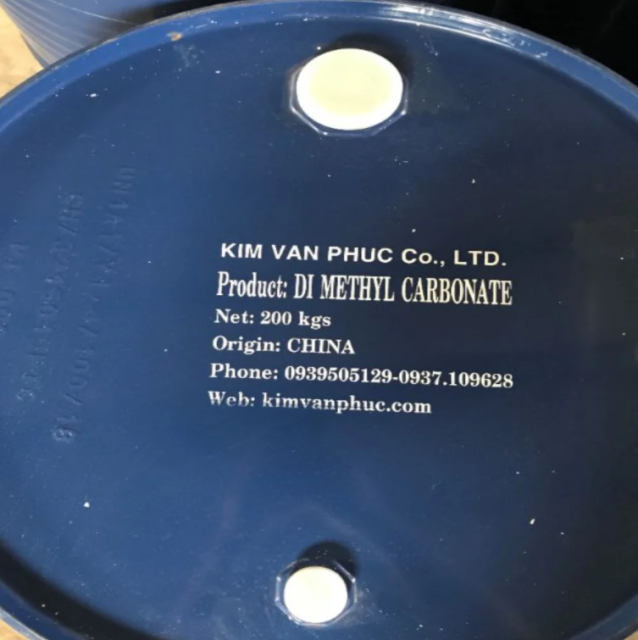 KIM VAN PHUC Co., LTD.
Product: DI METHYL CARBONATE
Net: 200 kgs
Origin: CHINA
Phone: 0939505129-0937.109628
Web: kimvanphuc.com